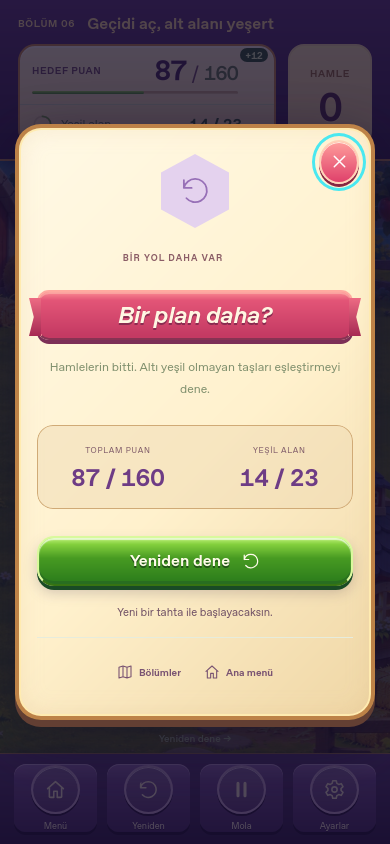 BÖLÜM 06 Geçidi aç, alt alanı yeşert
+12
HEDEF PUAN 87 / 160
HAMLE
0
Yeşil alan 14 / 23
BİR YOL DAHA VAR
Bir plan daha?
Hamlelerin bitti. Altı yeşil olmayan taşları eşleştirmeyi
dene.
TOPLAM PUAN YEŞİL ALAN
87 / 160 14 / 23
Yeniden dene
Yeni bir tahta ile başlayacaksın.
Bölümler Ana menü
Yeniden dene →
Menü Yeniden Mola Ayarlar